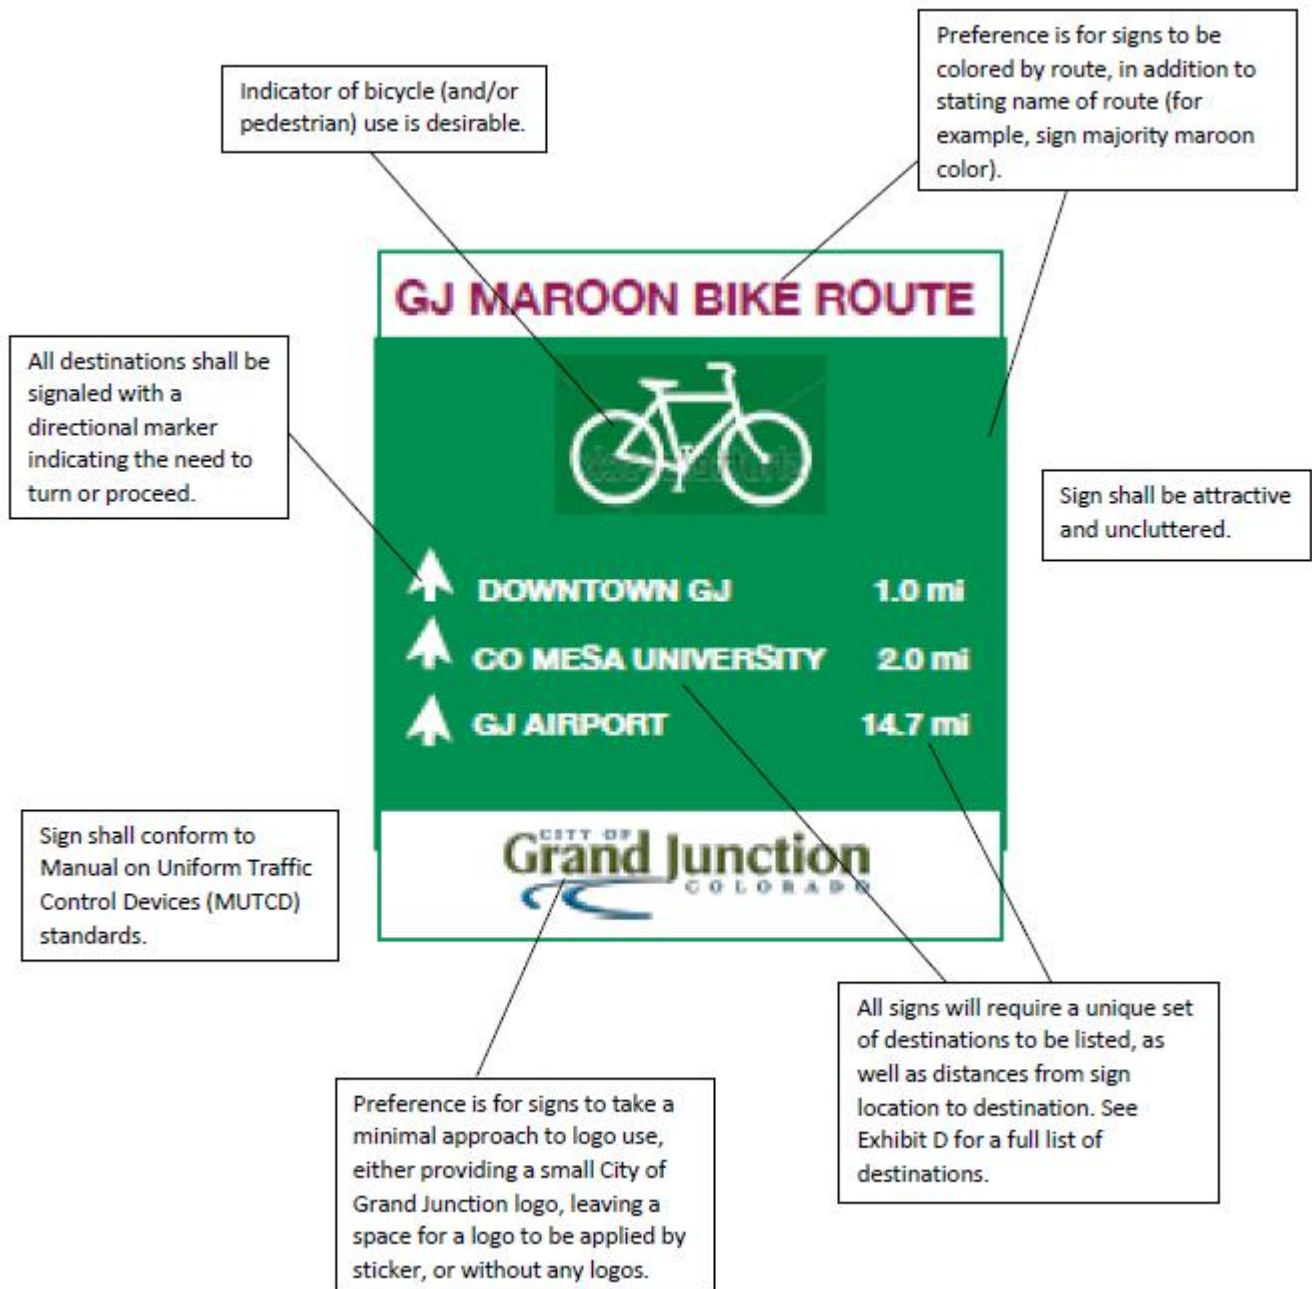 Preference is for signs to be
colored by route, in addition to
stating name of route (for
example, sign majority maroon
color).
Indicator of bicycle (and/or
pedestrian) use is desirable.
GJ MAROON BIKE ROUTE
All destinations shall be
signaled with a
directional marker
indicating the need to
turn or proceed.
Sign shall be attractive
and uncluttered.
DOWNTOWN GJ 1.0 mi
CO MESA UNIVERSITY 2.0 mi
GJ AIRPORT 14.7 mi
Sign shall conform to
Manual on Uniform Traffic
Control Devices (MUTCD)
standards.
CITY OF
Grand Junction
COLORADO
All signs will require a unique set
of destinations to be listed, as
well as distances from sign
location to destination. See
Exhibit D for a full list of
destinations.
Preference is for signs to take a
minimal approach to logo use,
either providing a small City of
Grand Junction logo, leaving a
space for a logo to be applied by
sticker, or without any logos.